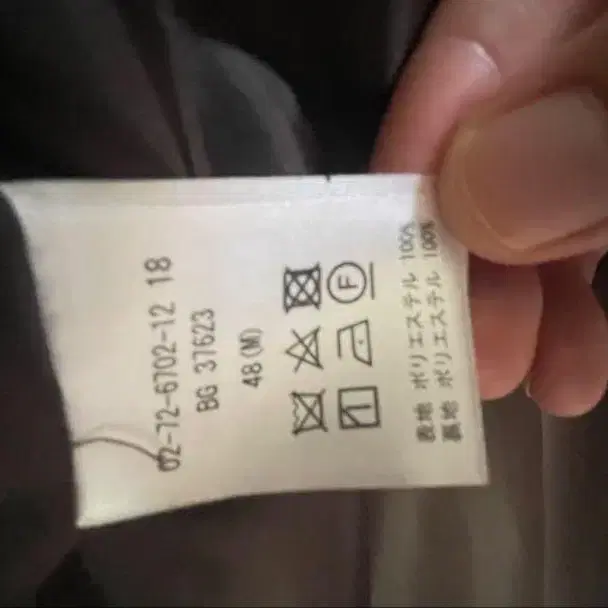 02-72-6702-12 18
BG 37623
48(M)
F
表地 ポリエステル 100%
裏地 ポリエステル 100%